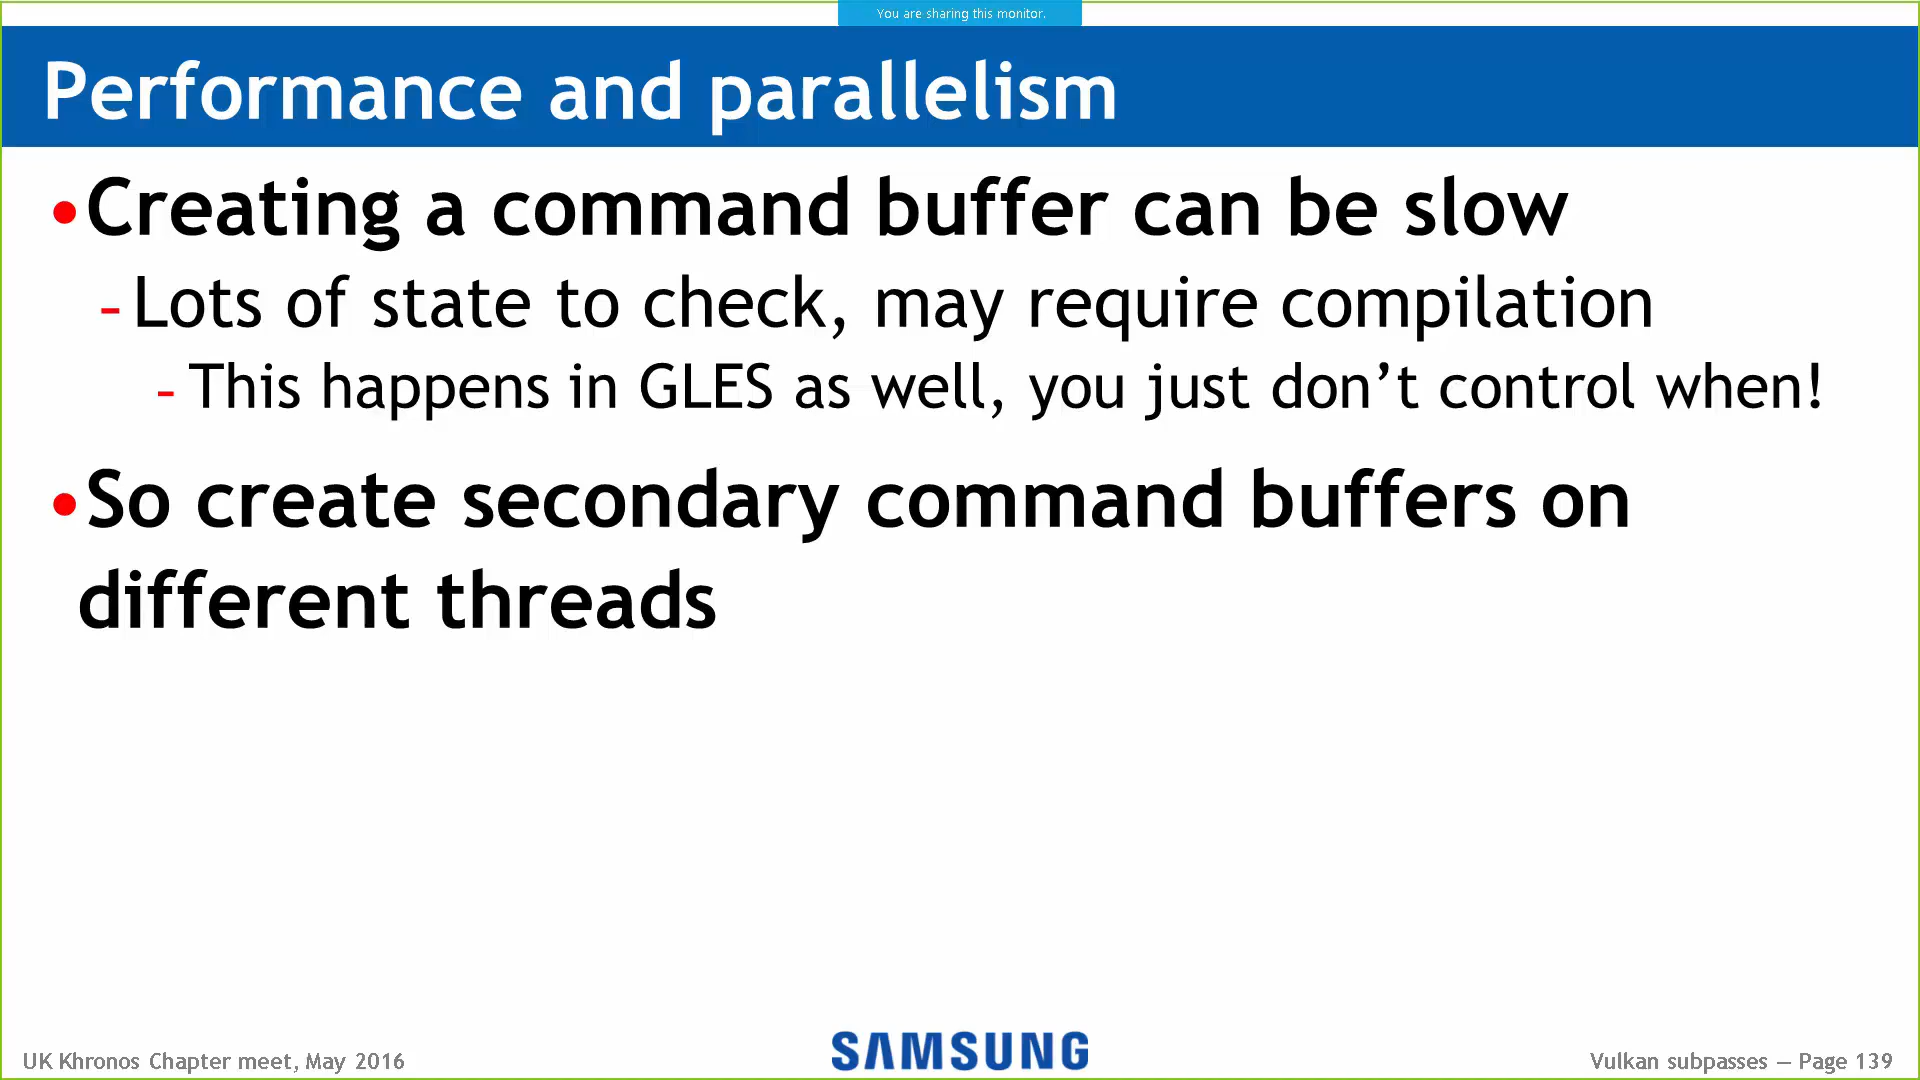 You are sharing this monitor.
Performance and parallelism
•Creating a command buffer can be slow
-Lots of state to check, may require compilation
-This happens in GLES as well, you just don’t control when!
•So create secondary command buffers on
different threads
UK Khronos Chapter meet, May 2016
SAMSUNG
Vulkan subpasses — Page 139